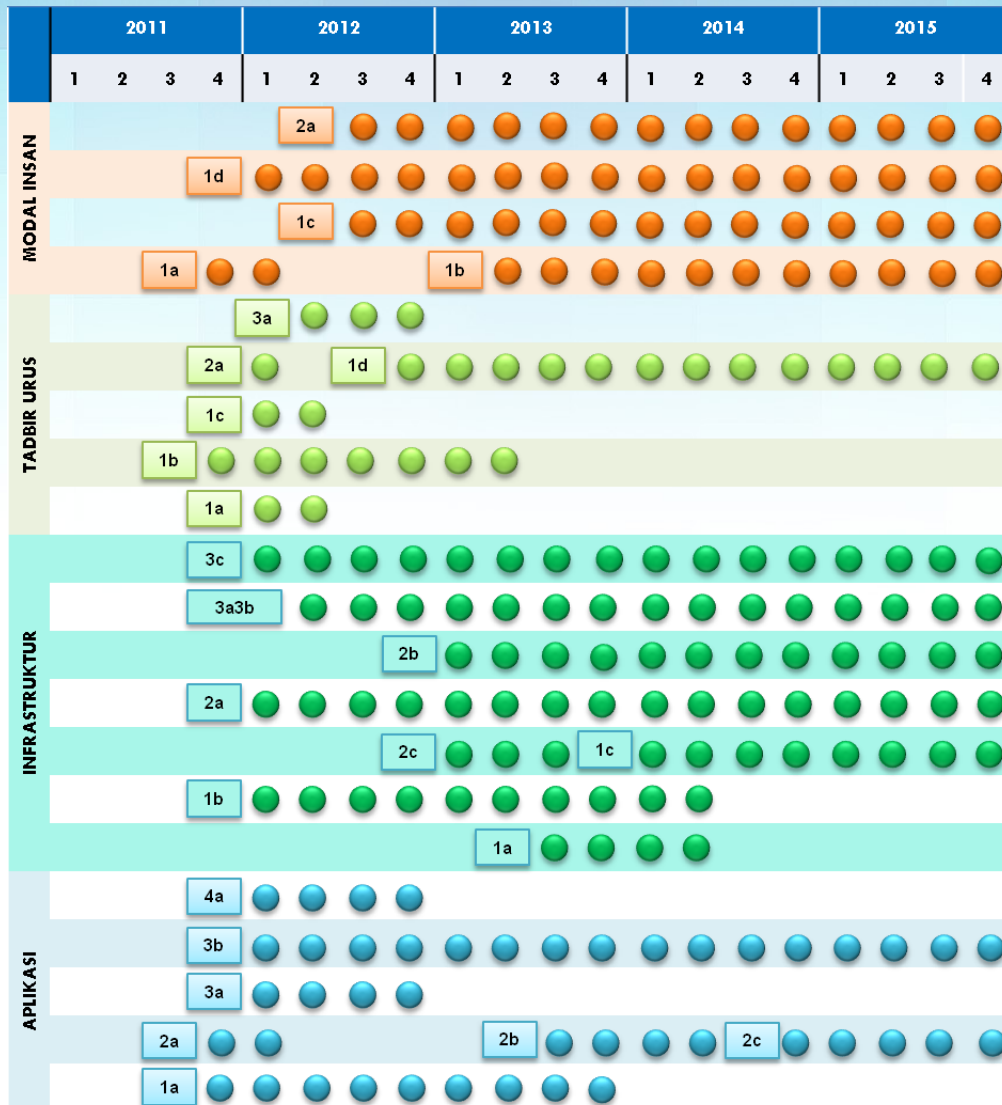 2011 2012 2013 2014 2015
1 2 3 4 1 2 3 4 1 2 3 4 1 2 3 4 1 2 3 4
MODAL INSAN
2a
1d
1c
1a 1b
TADBIR URUS
3a
2a 1d
1c
1b
1a
INFRASTRUKTUR
3c
3a3b
2b
2a
2c 1c
1b
1a
APLIKASI
4a
3b
3a
2a 2b 2c
1a